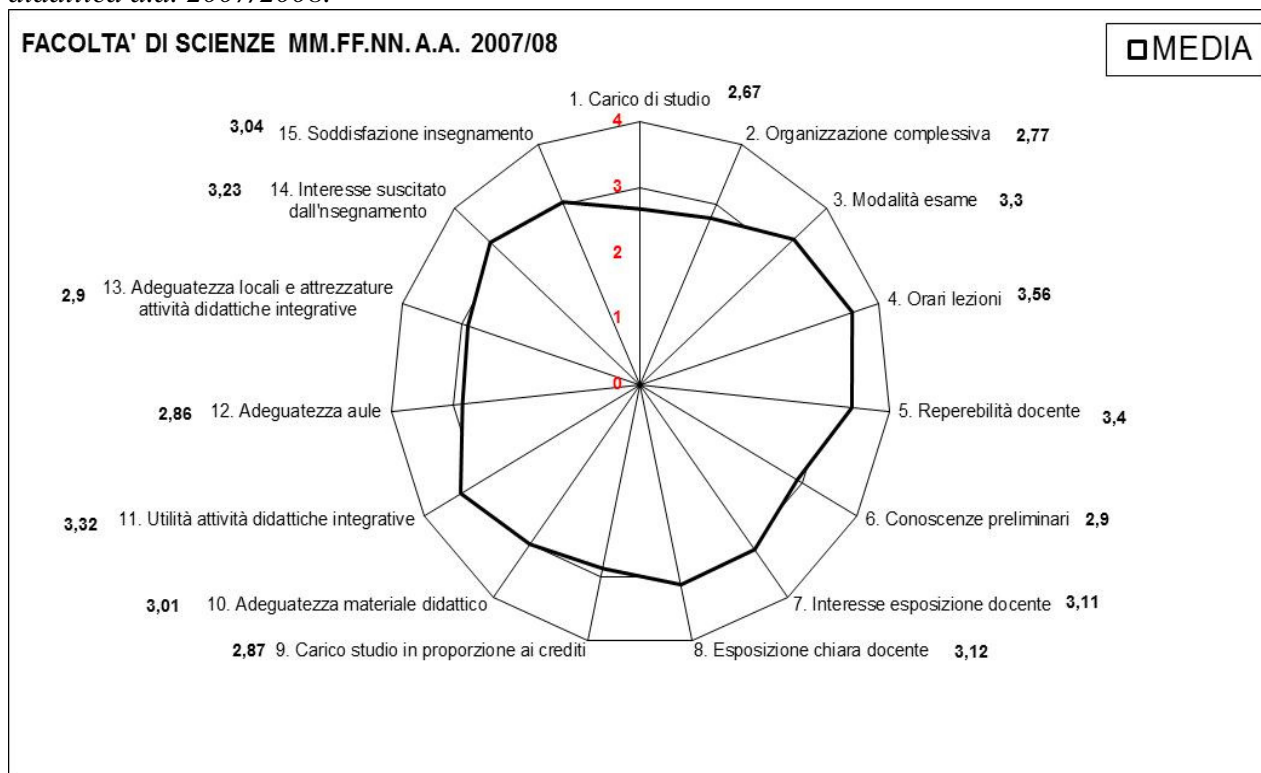 didattica a.a. 2007/2008.
FACOLTA' DI SCIENZE MM.FF.NN. A.A. 2007/08
MEDIA
1. Carico di studio 2,67
2. Organizzazione complessiva 2,77
3. Modalità esame 3,3
4. Orari lezioni 3,56
5. Reperebilità docente 3,4
6. Conoscenze preliminari 2,9
7. Interesse esposizione docente 3,11
8. Esposizione chiara docente 3,12
2,87 9. Carico studio in proporzione ai crediti
3,01 10. Adeguatezza materiale didattico
3,32 11. Utilità attività didattiche integrative
2,86 12. Adeguatezza aule
2,9 13. Adeguatezza locali e attrezzature
attività didattiche integrative
3,23 14. Interesse suscitato
dall'nsegnamento
3,04 15. Soddisfazione insegnamento
4
3
2
1
0